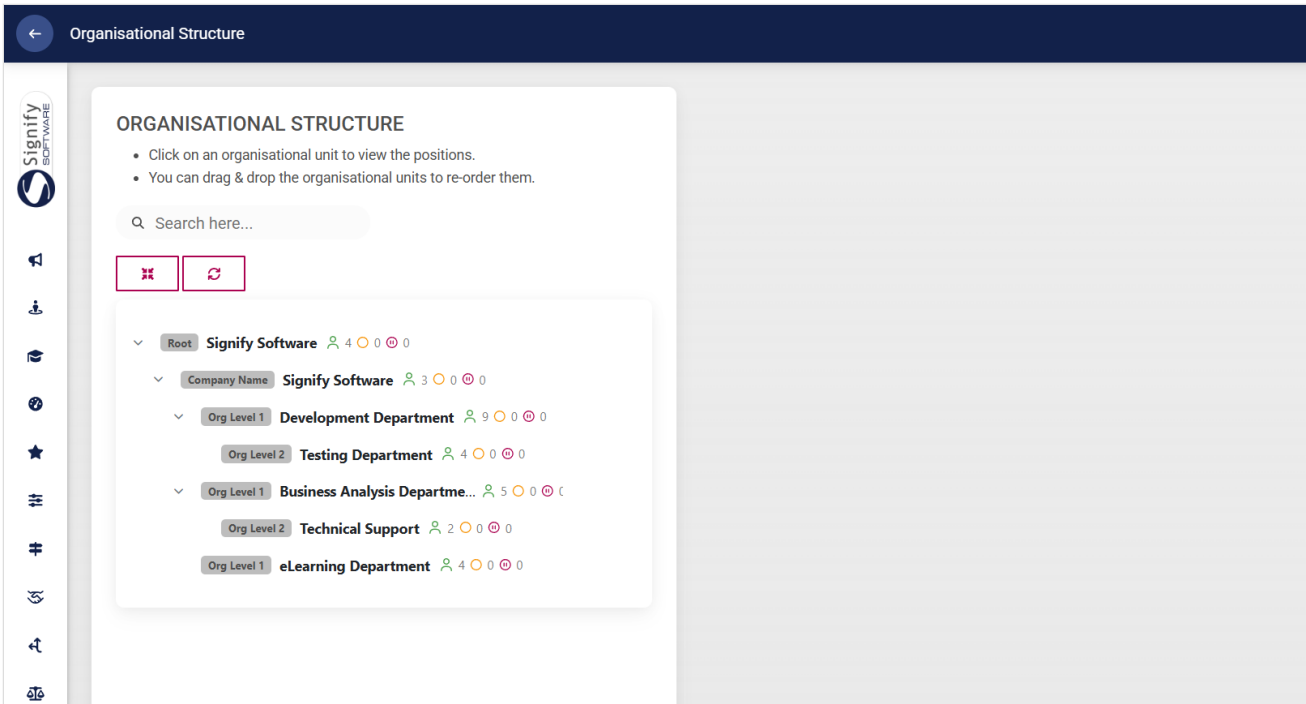 Organisational Structure
Signify
SOFTWARE
ORGANISATIONAL STRUCTURE
• Click on an organisational unit to view the positions.
• You can drag & drop the organisational units to re-order them.
Search here...
Root Signify Software 4 0 0
Company Name Signify Software 3 0 0
Org Level 1 Development Department 9 0 0
Org Level 2 Testing Department 4 0 0
Org Level 1 Business Analysis Departme... 5 0 0
Org Level 2 Technical Support 2 0 0
Org Level 1 eLearning Department 4 0 0